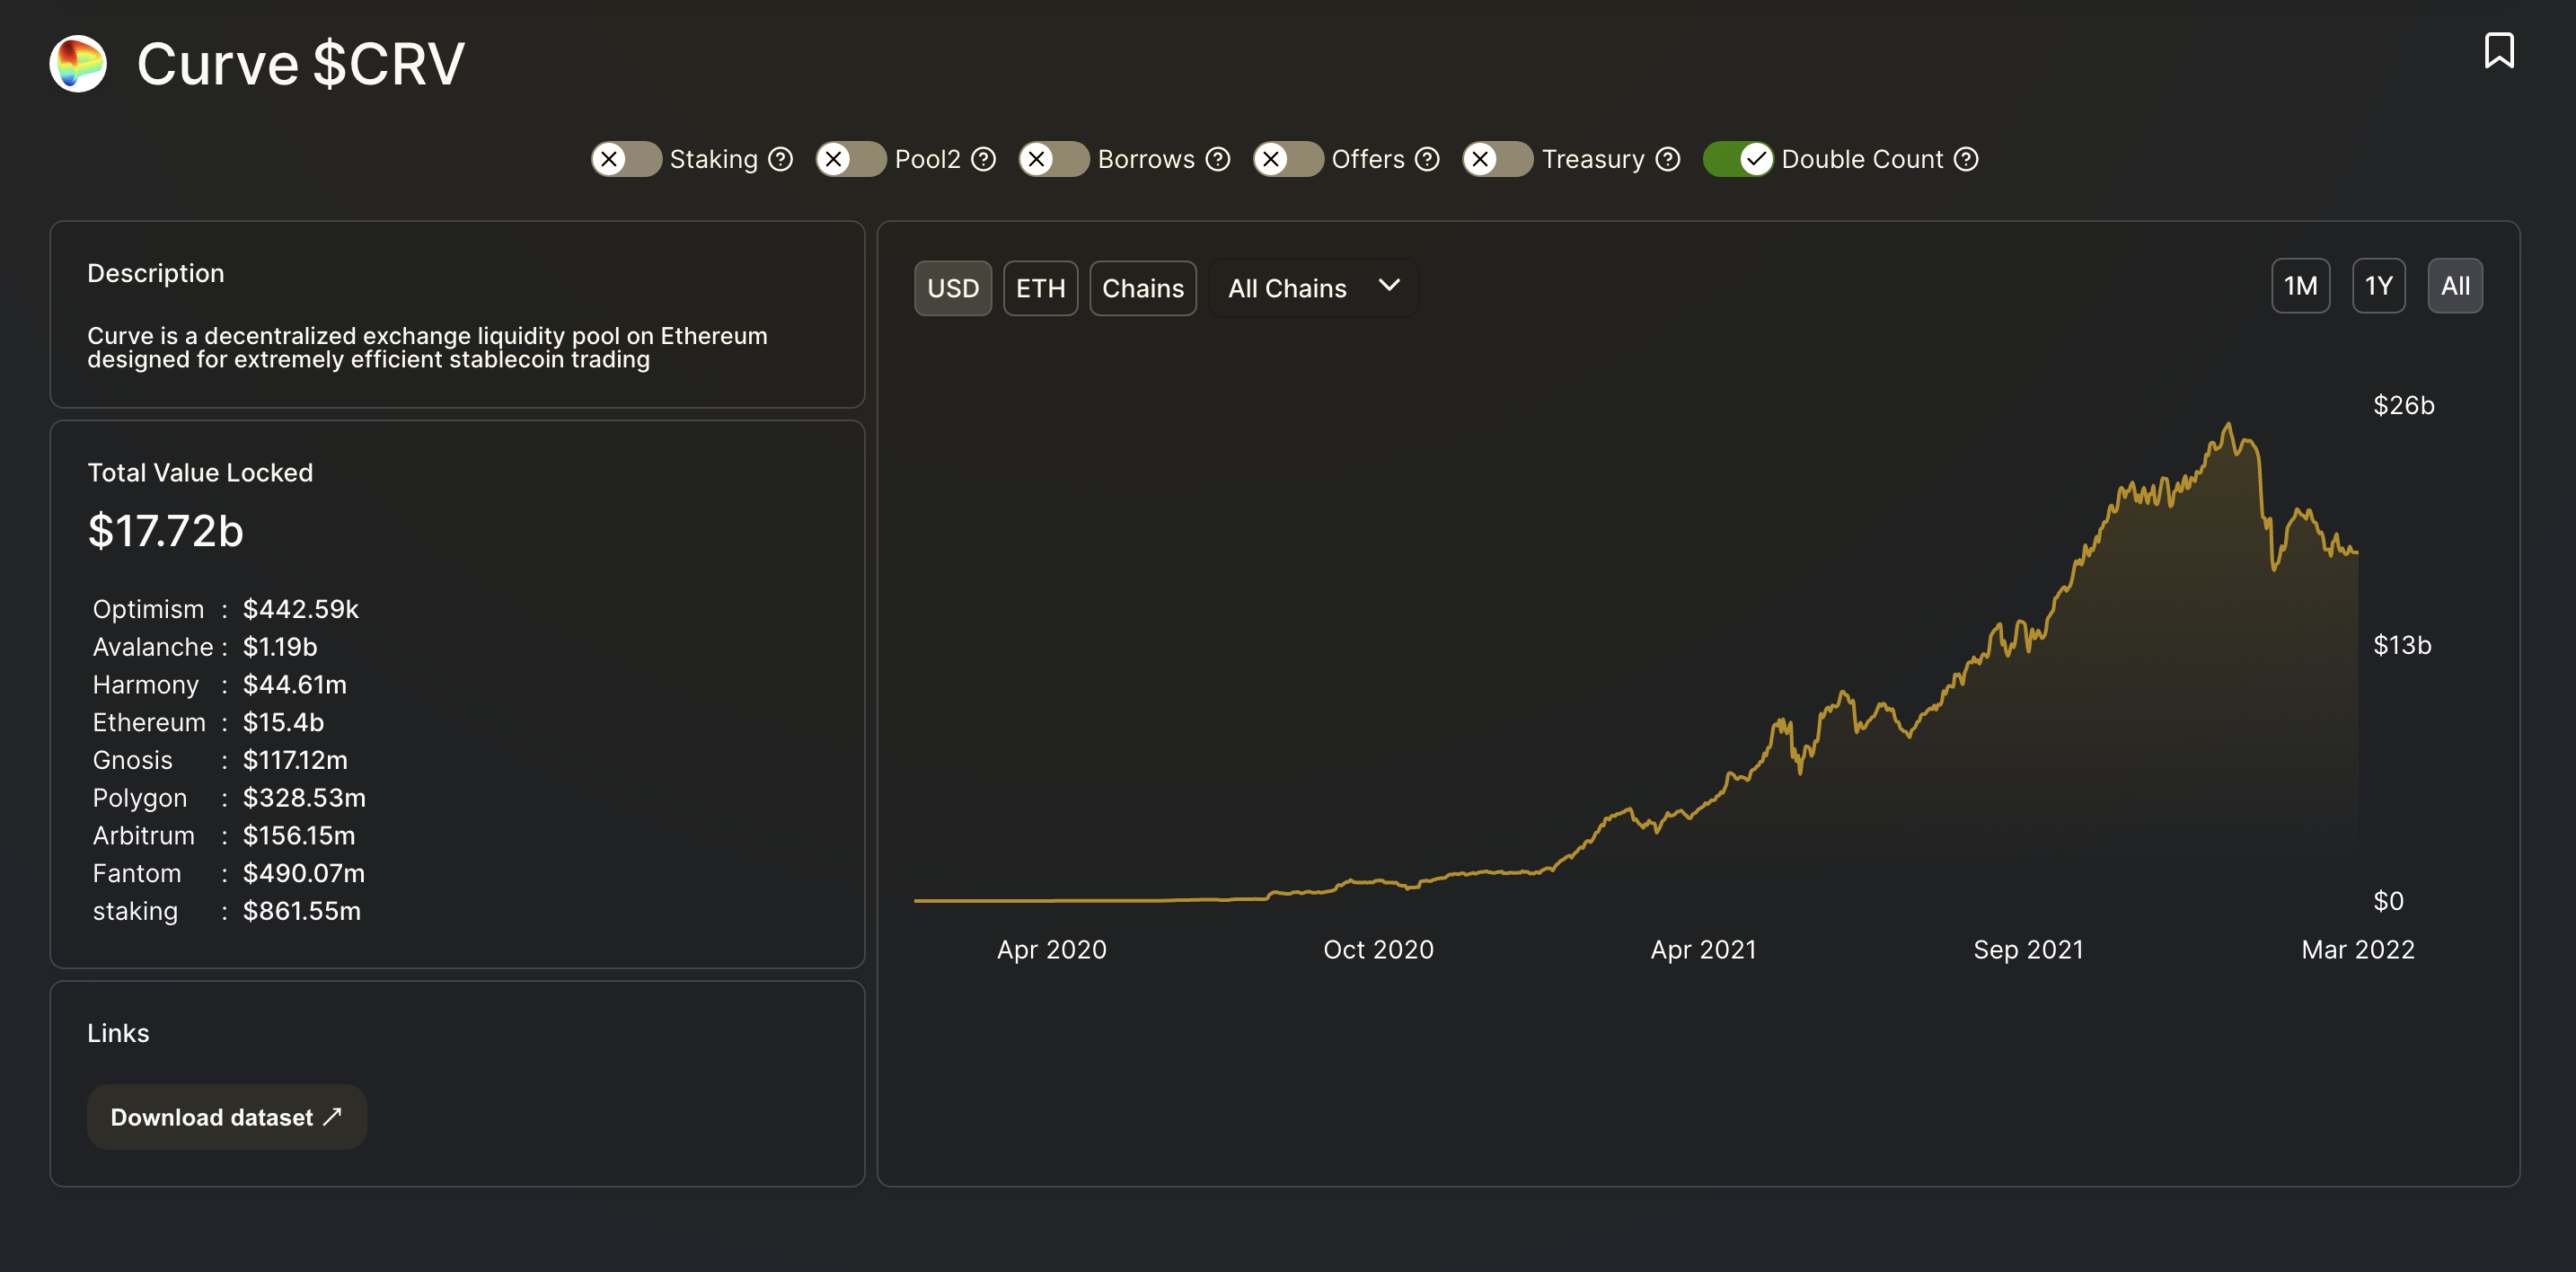 Curve $CRV
Staking Pool2 Borrows Offers Treasury Double Count
Description
Curve is a decentralized exchange liquidity pool on Ethereum
designed for extremely efficient stablecoin trading
Total Value Locked
$17.72b
Optimism : $442.59k
Avalanche : $1.19b
Harmony : $44.61m
Ethereum : $15.4b
Gnosis : $117.12m
Polygon : $328.53m
Arbitrum : $156.15m
Fantom : $490.07m
staking : $861.55m
Links
Download dataset ↗
USD ETH Chains All Chains
1M 1Y All
$26b
$13b
$0
Apr 2020 Oct 2020 Apr 2021 Sep 2021 Mar 2022